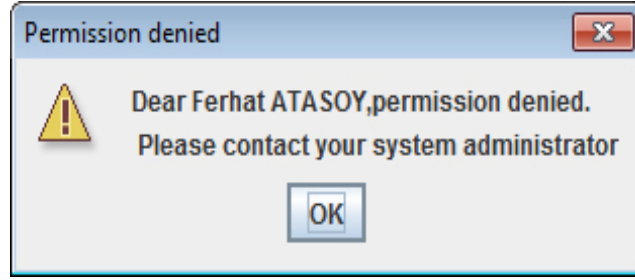 Permission denied
Dear Ferhat ATASOY,permission denied.
Please contact your system administrator
OK